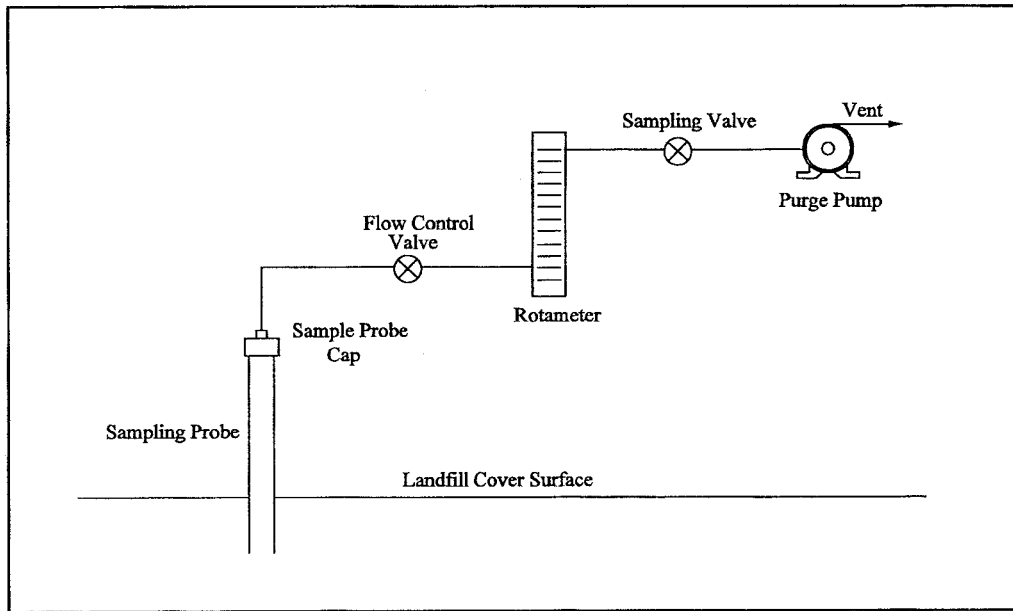 Vent
Sampling Valve
Purge Pump
Flow Control
Valve
Rotameter
Sample Probe
Cap
Sampling Probe
Landfill Cover Surface